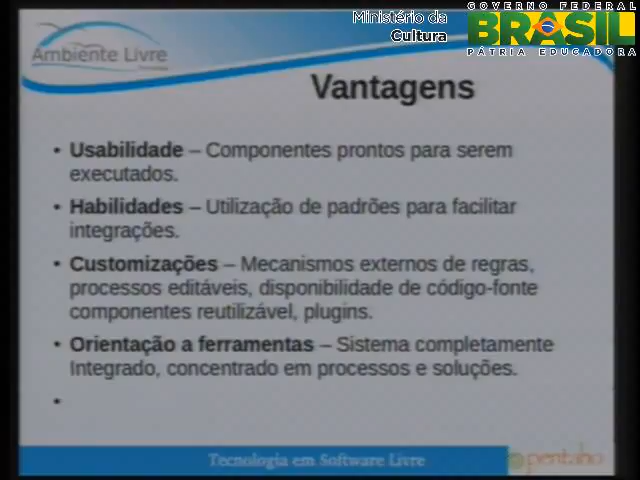 Ministério da
Cultura
GOVERNO FEDERAL
BRASIL
PÁTRIA EDUCADORA
Ambiente Livre
Vantagens
• Usabilidade – Componentes prontos para serem
executados.
• Habilidades – Utilização de padrões para facilitar
integrações.
• Customizações – Mecanismos externos de regras,
processos editáveis, disponibilidade de código-fonte
componentes reutilizável, plugins.
• Orientação a ferramentas – Sistema completamente
Integrado, concentrado em processos e soluções.
•
Tecnologia em Software Livre
pentaho